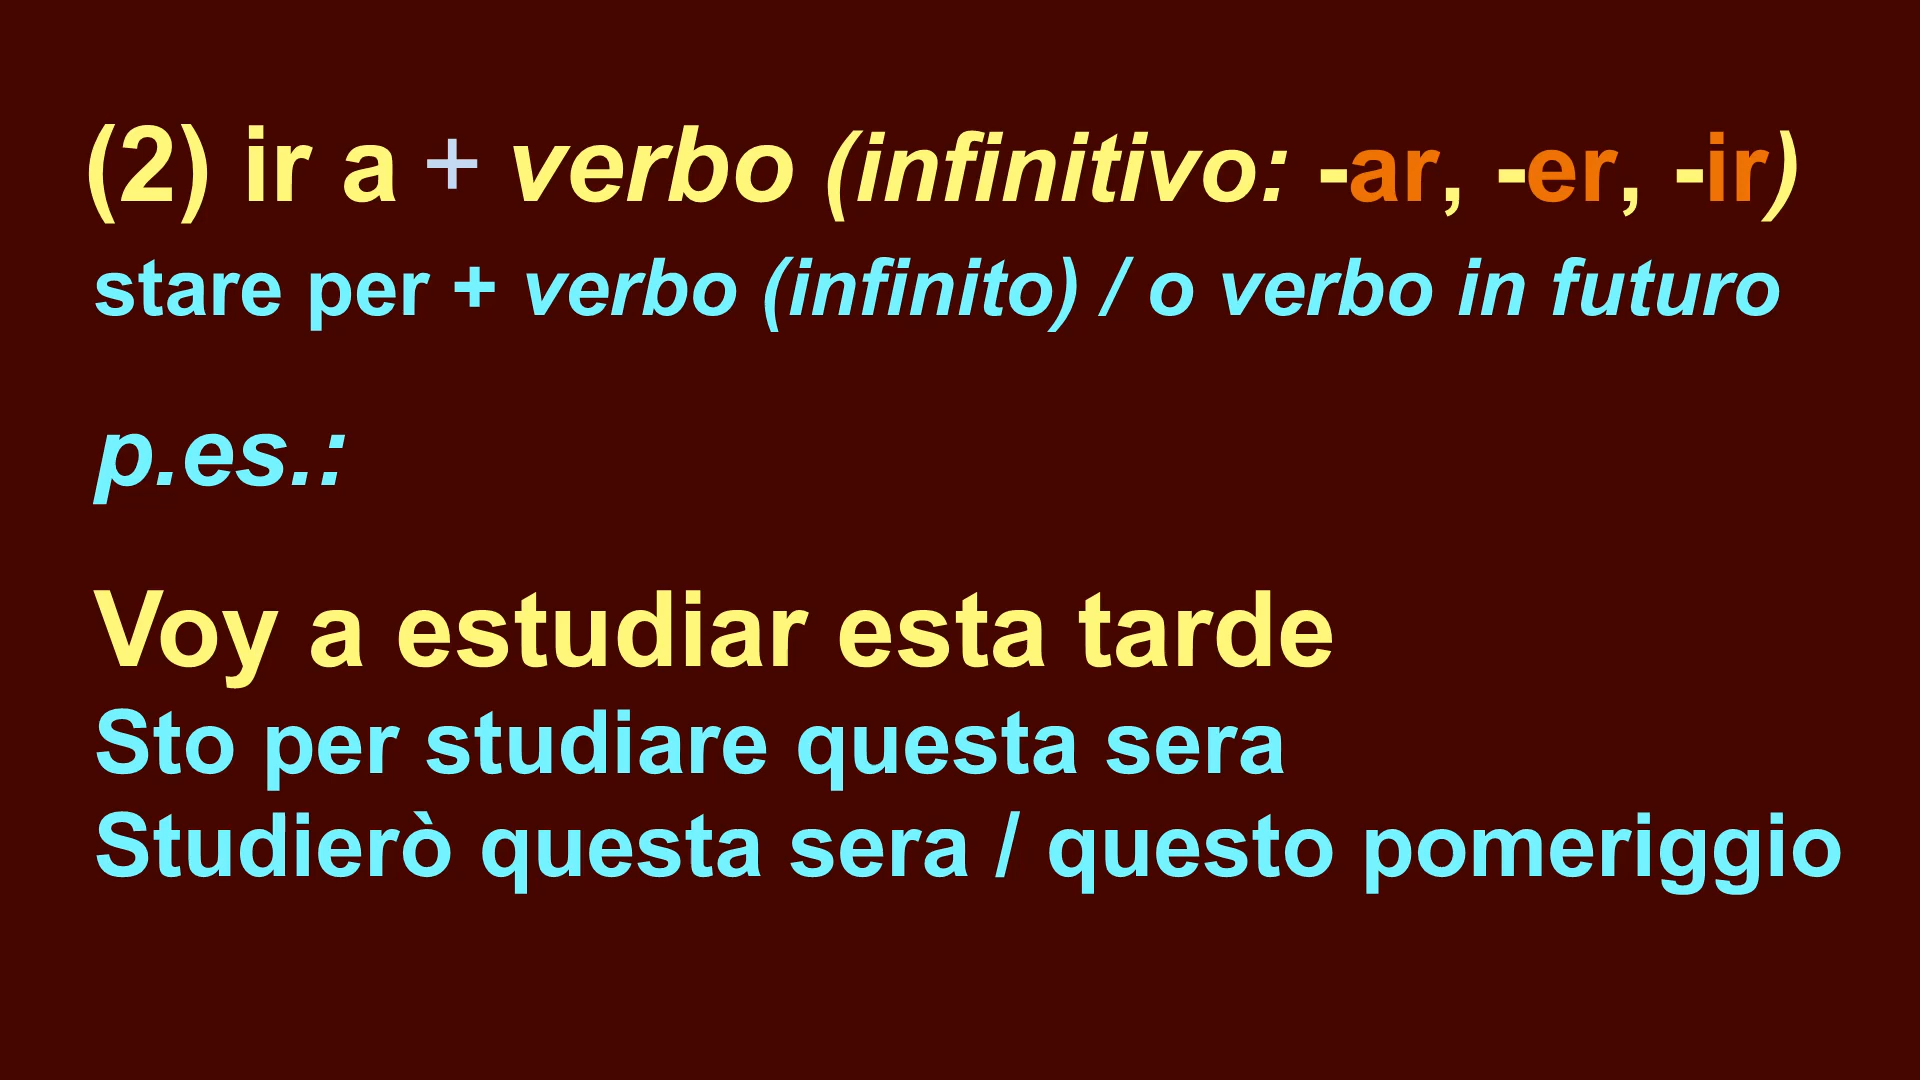 (2) ir a + verbo (infinitivo: -ar, -er, -ir)
stare per + verbo (infinito) / o verbo in futuro
p.es.:
Voy a estudiar esta tarde
Sto per studiare questa sera
Studierò questa sera / questo pomeriggio